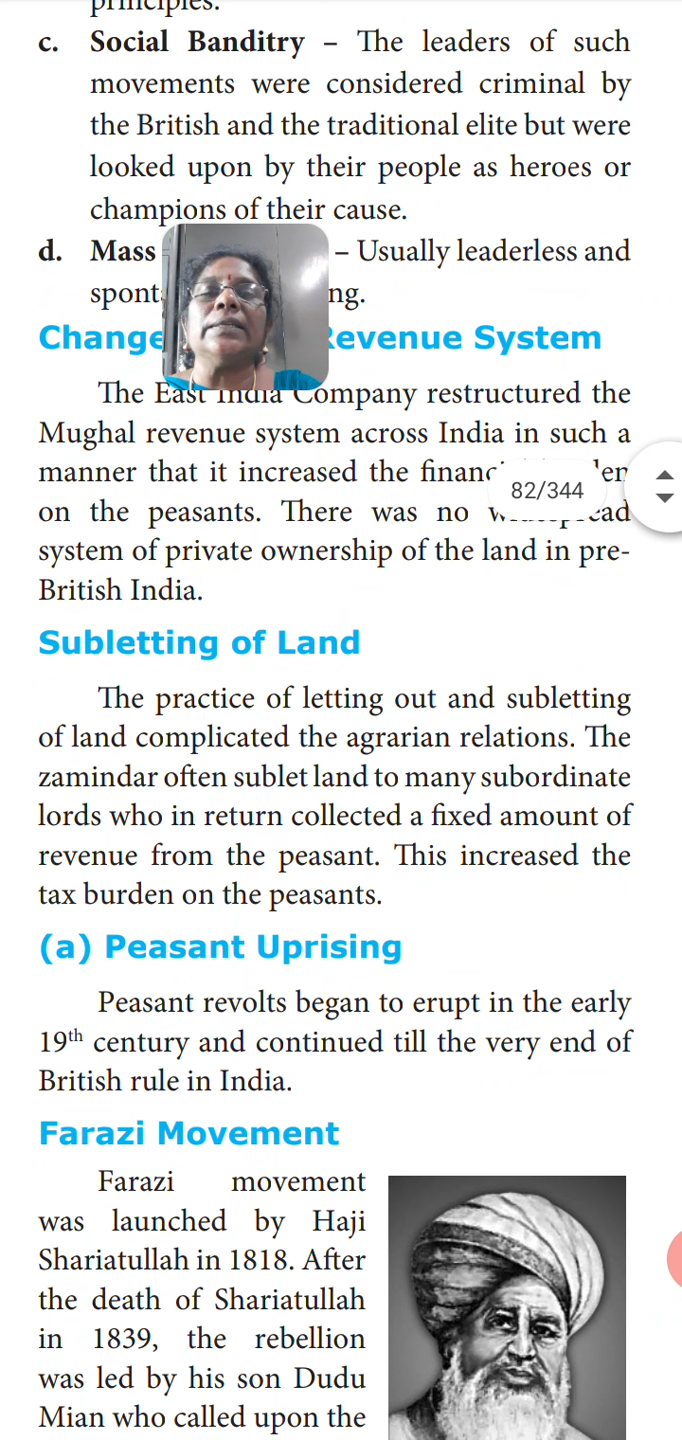 c. Social Banditry – The leaders of such
movements were considered criminal by
the British and the traditional elite but were
looked upon by their people as heroes or
champions of their cause.
d. Mass – Usually leaderless and
Revenue System
The East India Company restructured the
Mughal revenue system across India in such a
manner that it increased the
82/344
on the peasants. There was no
system of private ownership of the land in pre-
British India.
Subletting of Land
The practice of letting out and subletting
of land complicated the agrarian relations. The
zamindar often sublet land to many subordinate
lords who in return collected a fixed amount of
revenue from the peasant. This increased the
tax burden on the peasants.
(a) Peasant Uprising
Peasant revolts began to erupt in the early
19th century and continued till the very end of
British rule in India.
Farazi Movement
Farazi movement
was launched by Haji
Shariatullah in 1818. After
the death of Shariatullah
in 1839, the rebellion
was led by his son Dudu
Mian who called upon the